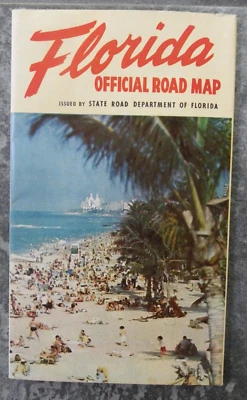 Florida
OFFICIAL ROAD MAP
ISSUED BY STATE ROAD DEPARTMENT OF FLORIDA